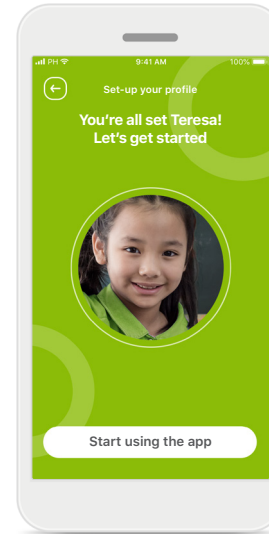 PH 9:41 AM 100%
Set-up your profile
You're all set Teresa!
Let's get started
Start using the app